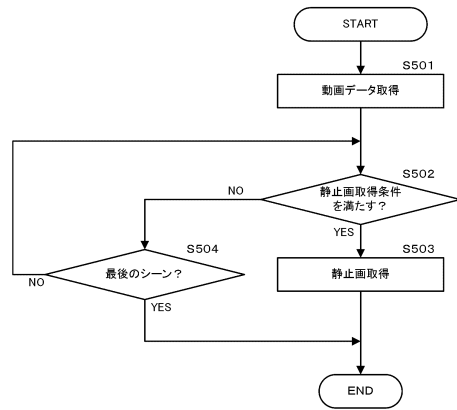 START
S501
動画データ取得
S502
静止画取得条件
を満たす？
NO
YES
S503
静止画取得
S504
最後のシーン？
NO
YES
END